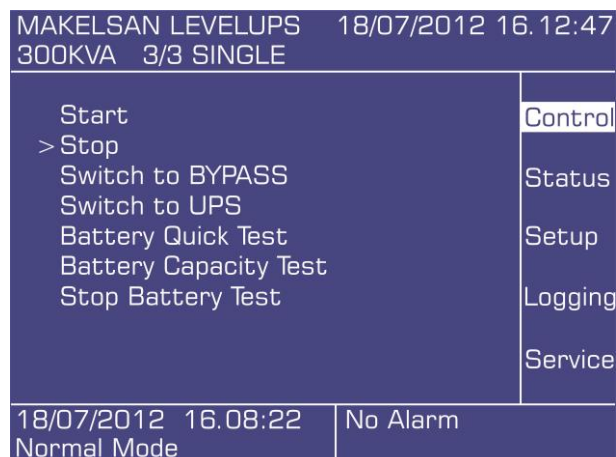 MAKELSAN LEVELUPS 18/07/2012 16.12:47
300KVA 3/3 SINGLE
Start
>Stop
Switch to BYPASS
Switch to UPS
Battery Quick Test
Battery Capacity Test
Stop Battery Test
Control
Status
Setup
Logging
Service
18/07/2012 16.08:22
Normal Mode
No Alarm